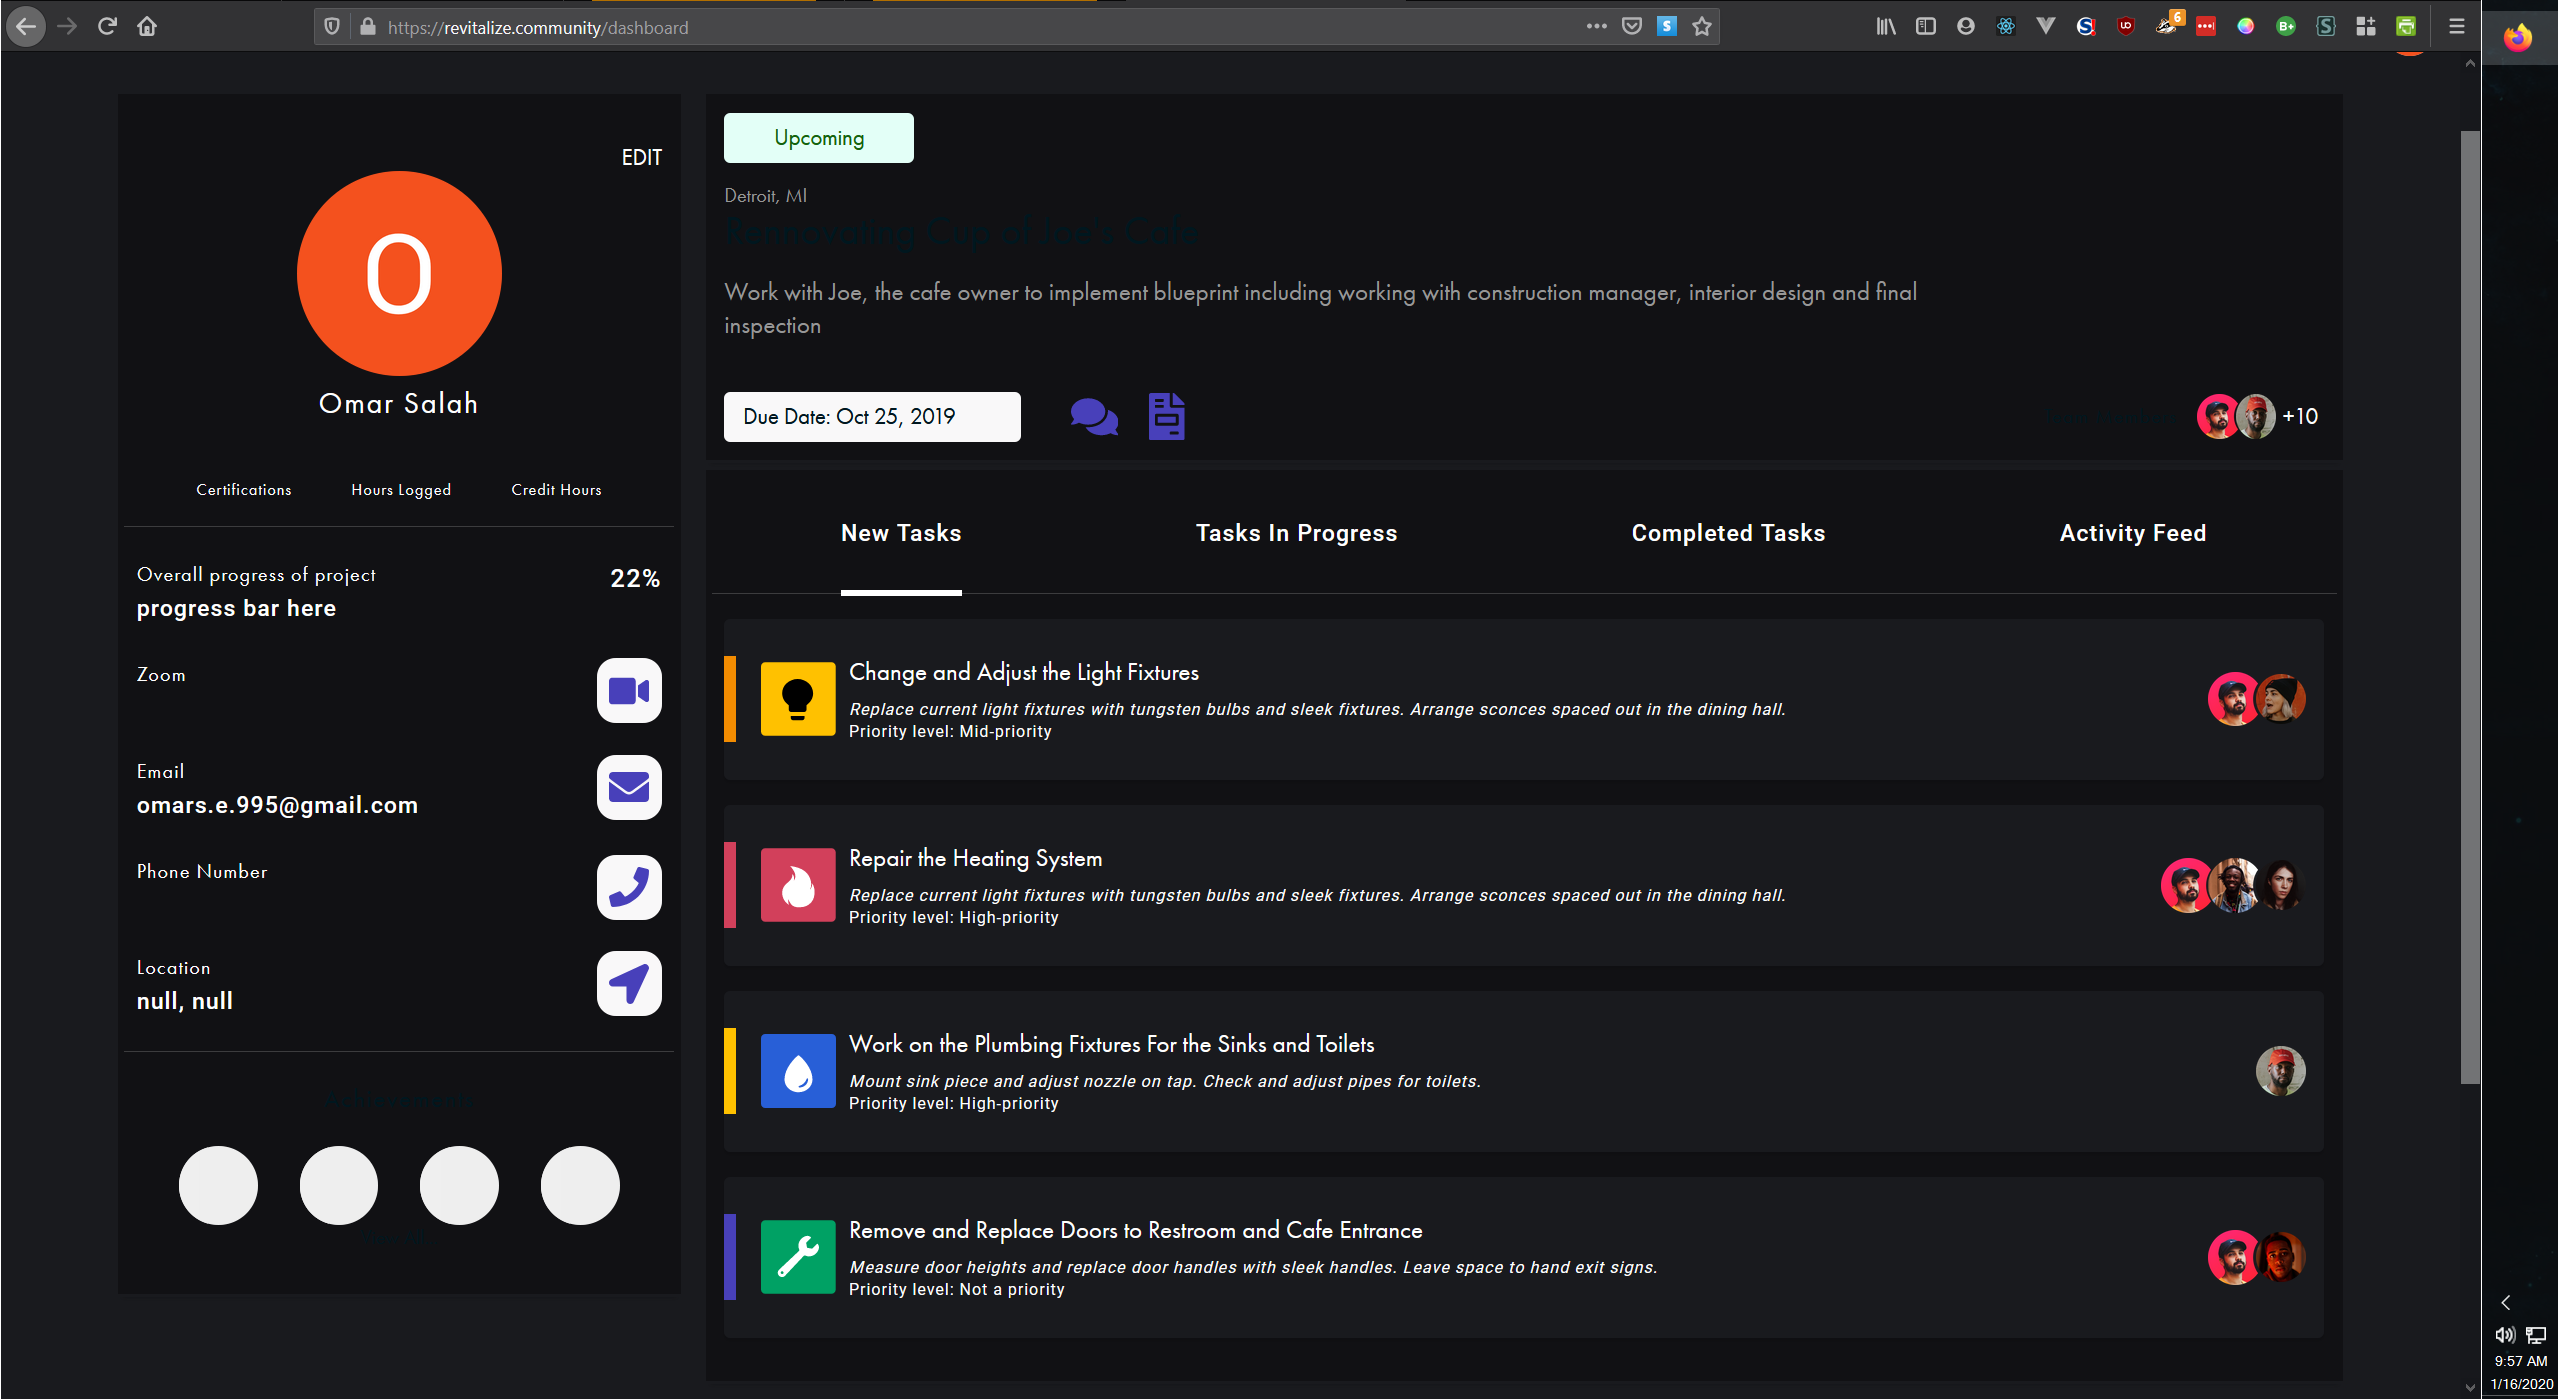 https://revitalize.community/dashboard
6
EDIT
O
Omar Salah
Certifications
Hours Logged
Credit Hours
Overall progress of project
22%
progress bar here
Zoom
Email
omars.e.995@gmail.com
Phone Number
Location
null, null
Upcoming
Detroit, MI
Rennovating Cup of Joe's Cafe
Work with Joe, the cafe owner to implement blueprint including working with construction manager, interior design and final
inspection
Due Date: Oct 25, 2019
+10
New Tasks
Tasks In Progress
Completed Tasks
Activity Feed
Change and Adjust the Light Fixtures
Replace current light fixtures with tungsten bulbs and sleek fixtures. Arrange sconces spaced out in the dining hall.
Priority level: Mid-priority
Repair the Heating System
Replace current light fixtures with tungsten bulbs and sleek fixtures. Arrange sconces spaced out in the dining hall.
Priority level: High-priority
Work on the Plumbing Fixtures For the Sinks and Toilets
Mount sink piece and adjust nozzle on tap. Check and adjust pipes for toilets.
Priority level: High-priority
Remove and Replace Doors to Restroom and Cafe Entrance
Measure door heights and replace door handles with sleek handles. Leave space to hand exit signs.
Priority level: Not a priority
9:57 AM
1/16/2020